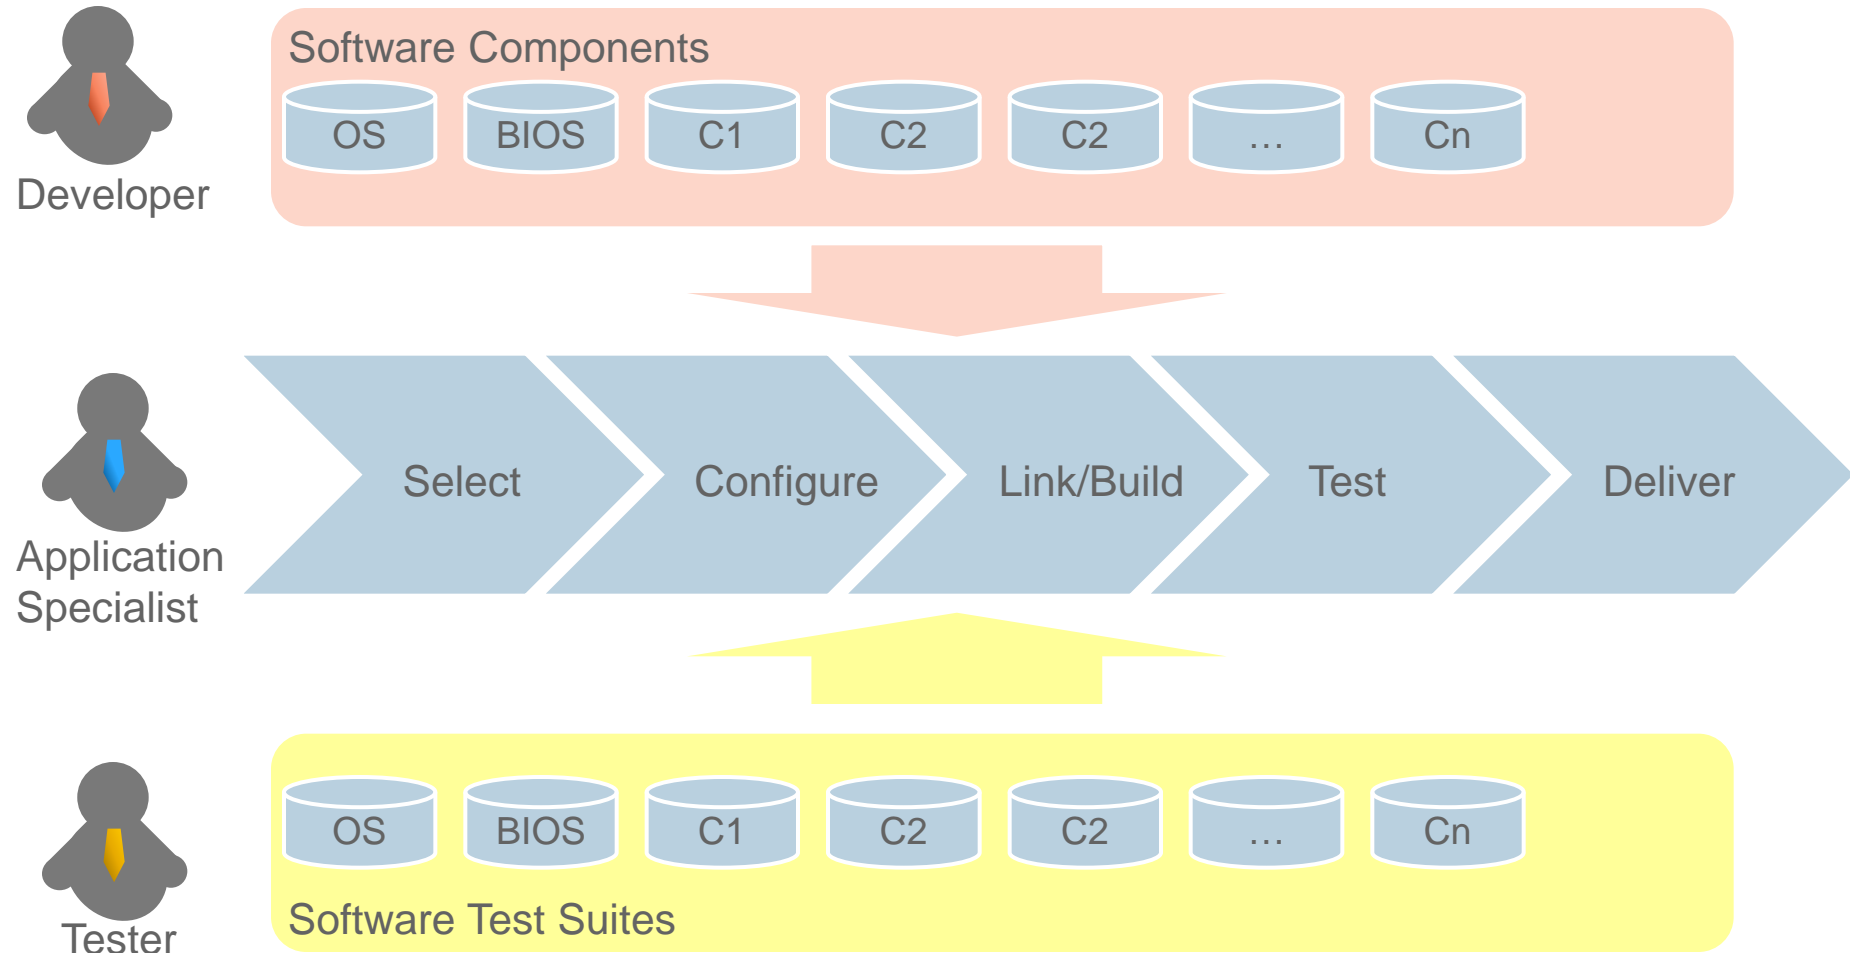 Software Components
OS BIOS C1 C2 C2 … Cn
Developer
Select Configure Link/Build Test Deliver
Application
Specialist
OS BIOS C1 C2 C2 … Cn
Software Test Suites
Tester